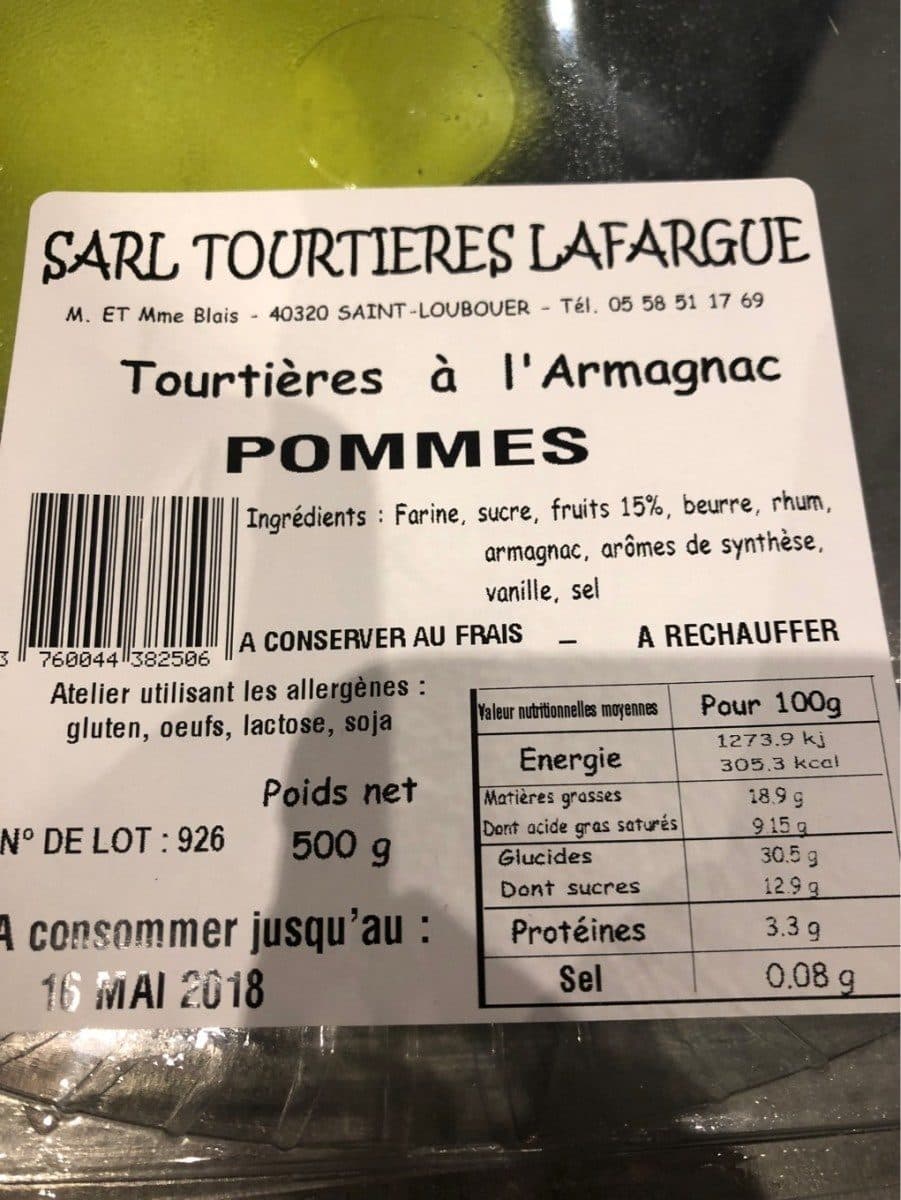 SARL TOURTIERES LAFARGUE
M. ET Mme Blais - 40320 SAINT-LOUBOUER - Tél. 05 58 51 17 69
Tourtières à l'Armagnac
POMMES
Ingrédients : Farine, sucre, fruits 15%, beurre, rhum,
armagnac, arômes de synthèse,
vanille, sel
3 760044 382506
A CONSERVER AU FRAIS - A RECHAUFFER
Atelier utilisant les allergènes :
gluten, oeufs, lactose, soja
Poids net
N° DE LOT : 926 500 g
A consommer jusqu'au :
16 MAI 2018
Valeur nutritionnelles moyennes Pour 100g
Energie 1273.9 kj
305.3 kcal
Matières grasses 18.9 g
Dont acide gras saturés 9.15 g
Glucides 30.5 g
Dont sucres 12.9 g
Protéines 3.3 g
Sel 0.08 g